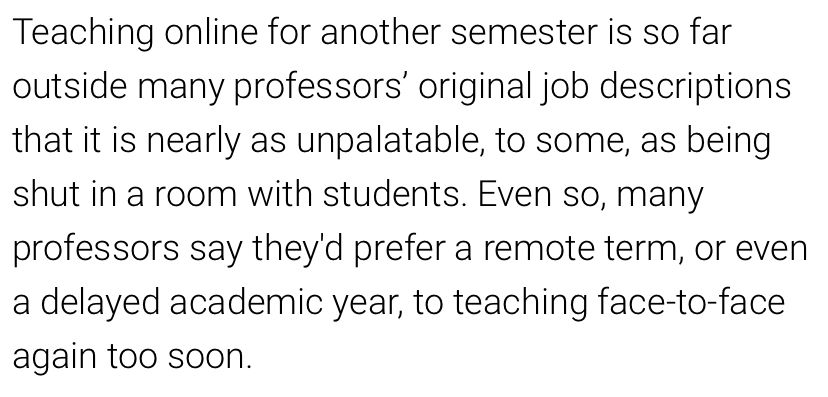 Teaching online for another semester is so far
outside many professors’ original job descriptions
that it is nearly as unpalatable, to some, as being
shut in a room with students. Even so, many
professors say they'd prefer a remote term, or even
a delayed academic year, to teaching face-to-face
again too soon.